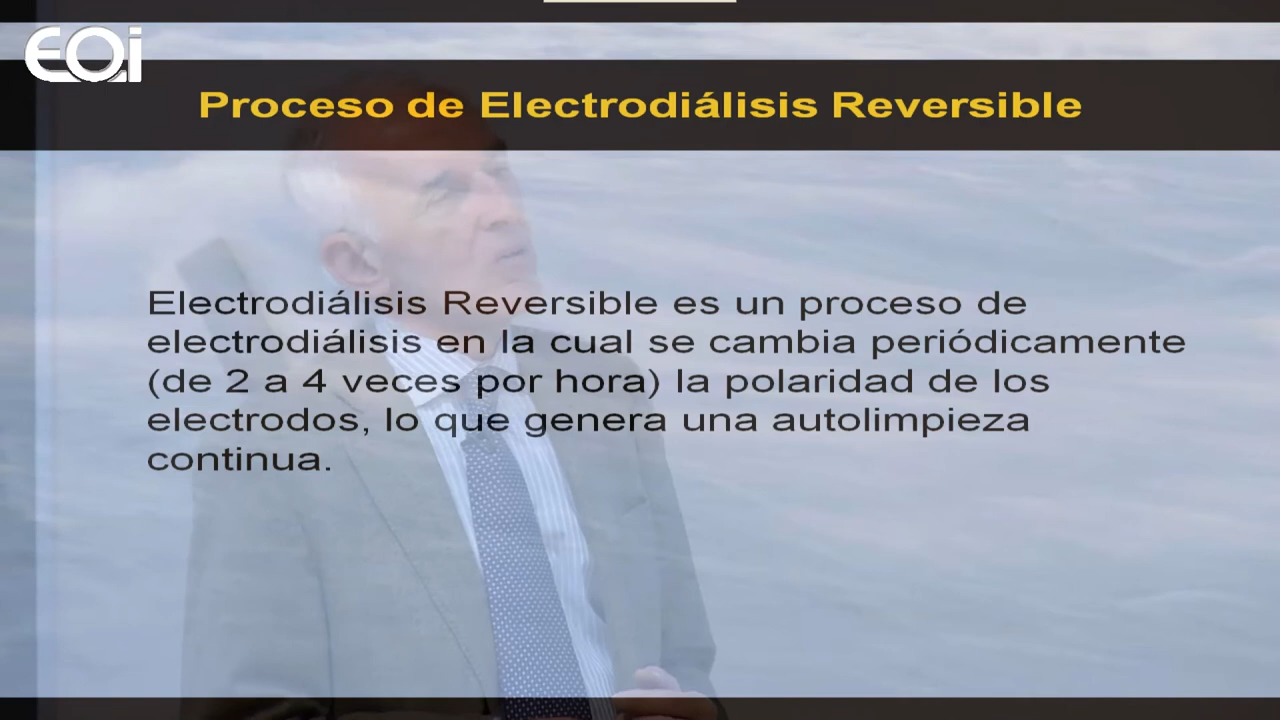 EOi
Proceso de Electrodiálisis Reversible
Electrodiálisis Reversible es un proceso de
electrodiálisis en la cual se cambia periódicamente
(de 2 a 4 veces por hora) la polaridad de los
electrodos, lo que genera una autolimpieza
continua.